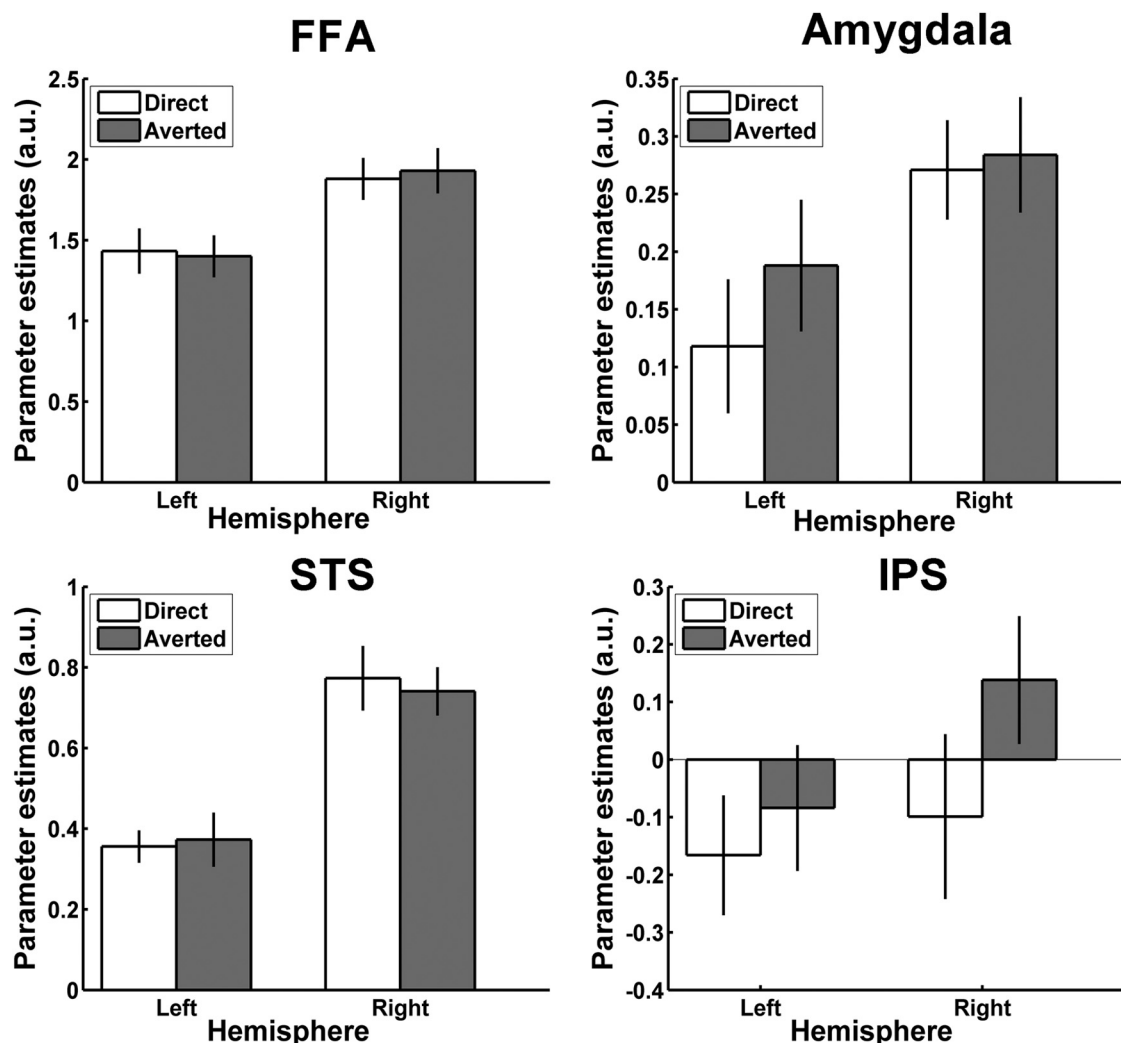 FFA
Parameter estimates (a.u.)
2.5
2
1.5
1
0.5
0
Direct
Averted
Left
Right
Hemisphere
Amygdala
Parameter estimates (a.u.)
0.35
0.3
0.25
0.2
0.15
0.1
0.05
0
Direct
Averted
Left
Right
Hemisphere
STS
Parameter estimates (a.u.)
1
0.8
0.6
0.4
0.2
0
Direct
Averted
Left
Right
Hemisphere
IPS
Parameter estimates (a.u.)
0.3
0.2
0.1
0
-0.1
-0.2
-0.3
-0.4
Direct
Averted
Left
Right
Hemisphere